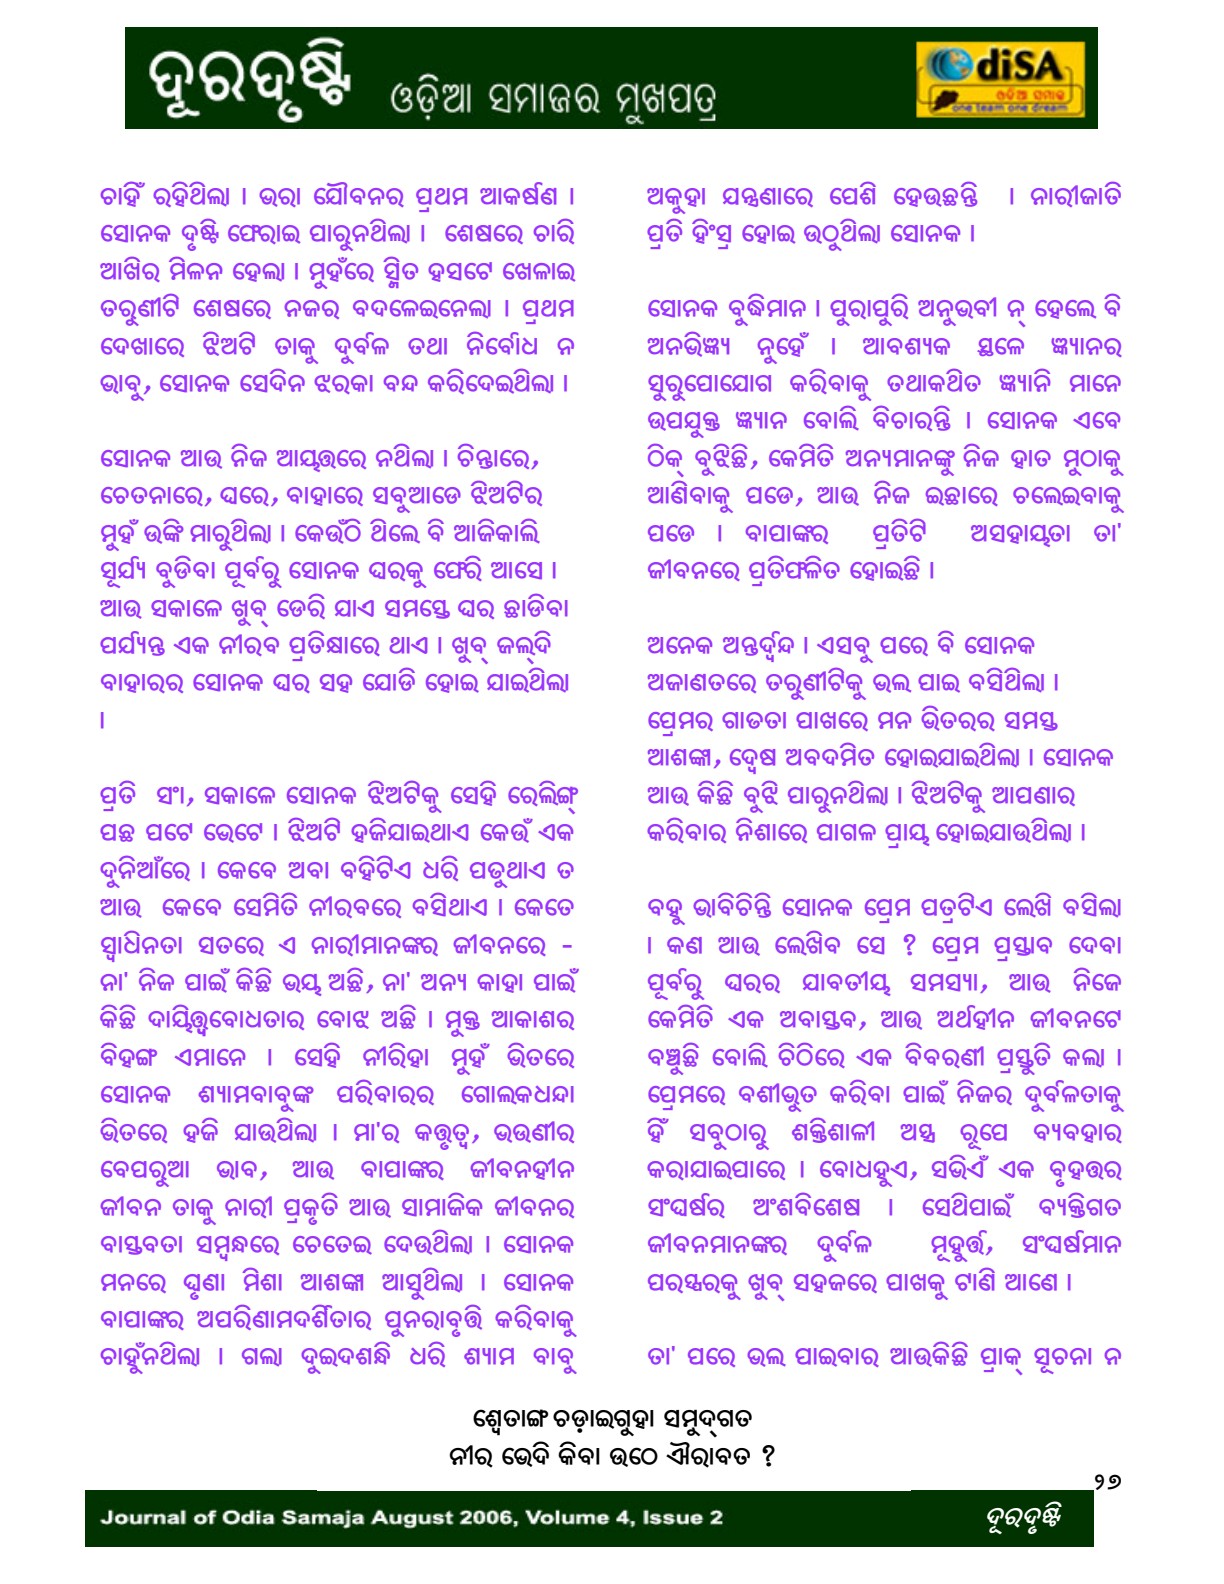 ଦୂରଦୃଷ୍ଟି
ଓଡ଼ିଆ ସମାଜର ମୁଖପତ୍ର
diSA
ଓଡିଆ ସମାଜ
one team one dream
ଚାହିଁ ରହିଥିଲା । ଭରା ଯୌବନର ପ୍ରଥମ ଆକର୍ଷଣ ।
ସୋନକ ଦୃଷ୍ଟି ଫେରାଇ ପାରୁନଥିଲା । ଶେଷରେ ଚାରି
ଆଖିର ମିଳନ ହେଲା । ମୁହଁରେ ସ୍ମିତ ହସଟେ ଖେଳାଇ
ତରୁଣୀଟି ଶେଷରେ ନଜର ବଦଳେଇନେଲା । ପ୍ରଥମ
ଦେଖାରେ ଝିଅଟି ତାକୁ ଦୁର୍ବଳ ତଥା ନିର୍ବୋଧ ନ
ଭାବୁ, ସୋନକ ସେଦିନ ଝରକା ବନ୍ଦ କରିଦେଇଥିଲା ।
ସୋନକ ଆଉ ନିଜ ଆୟତ୍ତରେ ନଥିଲା । ଚିନ୍ତାରେ,
ଚେତନାରେ, ଘରେ, ବାହାରେ ସବୁଆଡେ ଝିଅଟିର
ମୁହଁ ଉଙ୍କି ମାରୁଥିଲା । କେଉଁଠି ଥିଲେ ବି ଆଜିକାଲି
ସୂର୍ଯ୍ୟ ବୁଡିବା ପୂର୍ବରୁ ସୋନକ ଘରକୁ ଫେରି ଆସେ ।
ଆଉ ସକାଳେ ଖୁବ୍ ଡେରି ଯାଏ ସମସ୍ତେ ଘର ଛାଡିବା
ପର୍ଯ୍ୟନ୍ତ ଏକ ନୀରବ ପ୍ରତିକ୍ଷାରେ ଥାଏ । ଖୁବ୍ ଜଲ୍‌ଦି
ବାହାରର ସୋନକ ଘର ସହ ଯୋଡି ହୋଇ ଯାଇଥିଲା
।
ପ୍ରତି ସଂ।, ସକାଳେ ସୋନକ ଝିଅଟିକୁ ସେହି ରେଲିଙ୍ଗ୍
ପଛ ପଟେ ଭେଟେ । ଝିଅଟି ହଜିଯାଇଥାଏ କେଉଁ ଏକ
ଦୁନିଆଁରେ । କେବେ ଅବା ବହିଟିଏ ଧରି ପଢୁଥାଏ ତ
ଆଉ କେବେ ସେମିତି ନୀରବରେ ବସିଥାଏ । କେତେ
ସ୍ୱାଧିନତା ସତରେ ଏ ନାରୀମାନଙ୍କର ଜୀବନରେ -
ନା' ନିଜ ପାଇଁ କିଛି ଭୟ ଅଛି, ନା' ଅନ୍ୟ କାହା ପାଇଁ
କିଛି ଦାୟିତ୍ତ୍ୱବୋଧତାର ବୋଝ ଅଛି । ମୁକ୍ତ ଆକାଶର
ବିହଙ୍ଗ ଏମାନେ । ସେହି ନୀରିହା ମୁହଁ ଭିତରେ
ସୋନକ ଶ୍ୟାମବାବୁଙ୍କ ପରିବାରର ଗୋଲକଧନ୍ଦା
ଭିତରେ ହଜି ଯାଉଥିଲା । ମା'ର କର୍ତ୍ତୃତ୍ୱ, ଭଉଣୀର
ବେପରୁଆ ଭାବ, ଆଉ ବାପାଙ୍କର ଜୀବନହୀନ
ଜୀବନ ତାକୁ ନାରୀ ପ୍ରକୃତି ଆଉ ସାମାଜିକ ଜୀବନର
ବାସ୍ତବତା ସମ୍ବନ୍ଧରେ ଚେତେଇ ଦେଉଥିଲା । ସୋନକ
ମନରେ ଘୃଣା ମିଶା ଆଶଙ୍କା ଆସୁଥିଲା । ସୋନକ
ବାପାଙ୍କର ଅପରିଣାମଦର୍ଶିତାର ପୁନରାବୃତ୍ତି କରିବାକୁ
ଚାହୁଁନଥିଲା । ଗଲା ଦୁଇଦଶନ୍ଧି ଧରି ଶ୍ୟାମ ବାବୁ
ଅକୁହା ଯନ୍ତ୍ରଣାରେ ପେଶି ହେଉଛନ୍ତି । ନାରୀଜାତି
ପ୍ରତି ହିଂସ୍ର ହୋଇ ଉଠୁଥିଲା ସୋନକ ।
ସୋନକ ବୁଦ୍ଧିମାନ । ପୁରାପୁରି ଅନୁଭବୀ ନ୍ ହେଲେ ବି
ଅନଭିଜ୍ଞ୍ୟ ନୁହେଁ । ଆବଶ୍ୟକ ସ୍ଥଳେ ଜ୍ଞ୍ୟାନର
ସୁରୁପୋଯୋଗ କରିବାକୁ ତଥାକଥିତ ଜ୍ଞ୍ୟାନି ମାନେ
ଉପଯୁକ୍ତ ଜ୍ଞ୍ୟାନ ବୋଲି ବିଚାରନ୍ତି । ସୋନକ ଏବେ
ଠିକ୍ ବୁଝିଛି, କେମିତି ଅନ୍ୟମାନଙ୍କୁ ନିଜ ହାତ ମୁଠାକୁ
ଆଣିବାକୁ ପଡେ, ଆଉ ନିଜ ଇଛାରେ ଚଲେଇବାକୁ
ପଡେ । ବାପାଙ୍କର ପ୍ରତିଟି ଅସହାୟତା ତା'
ଜୀବନରେ ପ୍ରତିଫଳିତ ହୋଇଛି ।
ଅନେକ ଅନ୍ତର୍ଦ୍ୱନ୍ଦ । ଏସବୁ ପରେ ବି ସୋନକ
ଅଜାଣତରେ ତରୁଣୀଟିକୁ ଭଲ ପାଇ ବସିଥିଲା ।
ପ୍ରେମର ଗାଡତା ପାଖରେ ମନ ଭିତରର ସମସ୍ତ
ଆଶଙ୍କା, ଦ୍ୱେଷ ଅବଦମିତ ହୋଇଯାଇଥିଲା । ସୋନକ
ଆଉ କିଛି ବୁଝି ପାରୁନଥିଲା । ଝିଅଟିକୁ ଆପଣାର
କରିବାର ନିଶାରେ ପାଗଳ ପ୍ରାୟ ହୋଇଯାଉଥିଲା ।
ବହୁ ଭାବିଚିନ୍ତି ସୋନକ ପ୍ରେମ ପତ୍ରଟିଏ ଲେଖି ବସିଲା
। କଣ ଆଉ ଲେଖିବ ସେ ? ପ୍ରେମ ପ୍ରସ୍ତାବ ଦେବା
ପୂର୍ବରୁ ଘରର ଯାବତୀୟ ସମସ୍ୟା, ଆଉ ନିଜେ
କେମିତି ଏକ ଅବାସ୍ତବ, ଆଉ ଅର୍ଥହୀନ ଜୀବନଟେ
ବଞ୍ଚୁଛି ବୋଲି ଚିଠିରେ ଏକ ବିବରଣୀ ପ୍ରସ୍ତୁତି କଲା ।
ପ୍ରେମରେ ବଶୀଭୁତ କରିବା ପାଇଁ ନିଜର ଦୁର୍ବଳତାକୁ
ହିଁ ସବୁଠାରୁ ଶକ୍ତିଶାଳୀ ଅସ୍ତ୍ର ରୂପେ ବ୍ୟବହାର
କରାଯାଇପାରେ । ବୋଧହୁଏ, ସଭିଏଁ ଏକ ବୃହତ୍ତର
ସଂଘର୍ଷର ଅଂଶବିଶେଷ । ସେଥିପାଇଁ ବ୍ୟକ୍ତିଗତ
ଜୀବନମାନଙ୍କର ଦୁର୍ବଳ ମୂହୁର୍ତ୍ତ, ସଂଘର୍ଷମାନ
ପରସ୍ପରକୁ ଖୁବ୍ ସହଜରେ ପାଖକୁ ଟାଣି ଆଣେ ।
ତା' ପରେ ଭଲ ପାଇବାର ଆଉକିଛି ପ୍ରାକ୍ ସୂଚନା ନ
ଶ୍ୱେତାଙ୍ଗ ଚଡ଼ାଇଗୁହା ସମୁଦ୍‌ଗତ
ନୀର ଭେଦି କିବା ଉଠେ ଐରାବତ ?
୨୭
Journal of Odia Samaja August 2006, Volume 4, Issue 2
ଦୂରଦୃଷ୍ଟି